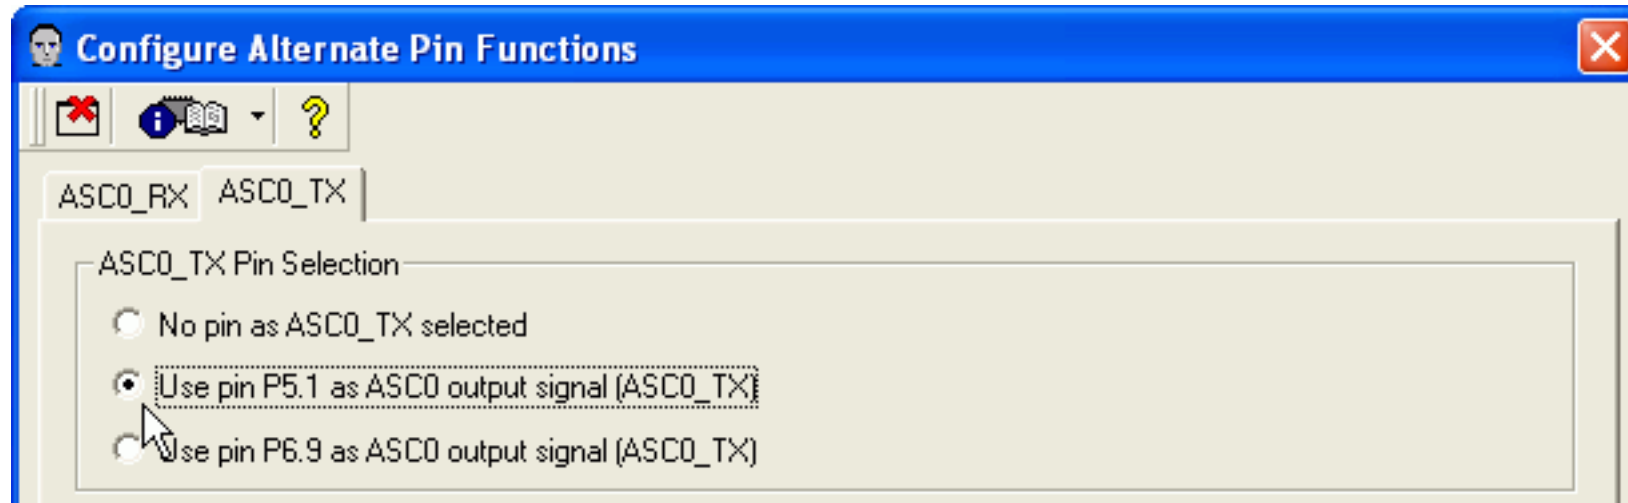 Configure Alternate Pin Functions
ASC0_RX ASC0_TX
ASC0_TX Pin Selection
No pin as ASC0_TX selected
Use pin P5.1 as ASC0 output signal (ASC0_TX)
Use pin P6.9 as ASC0 output signal (ASC0_TX)